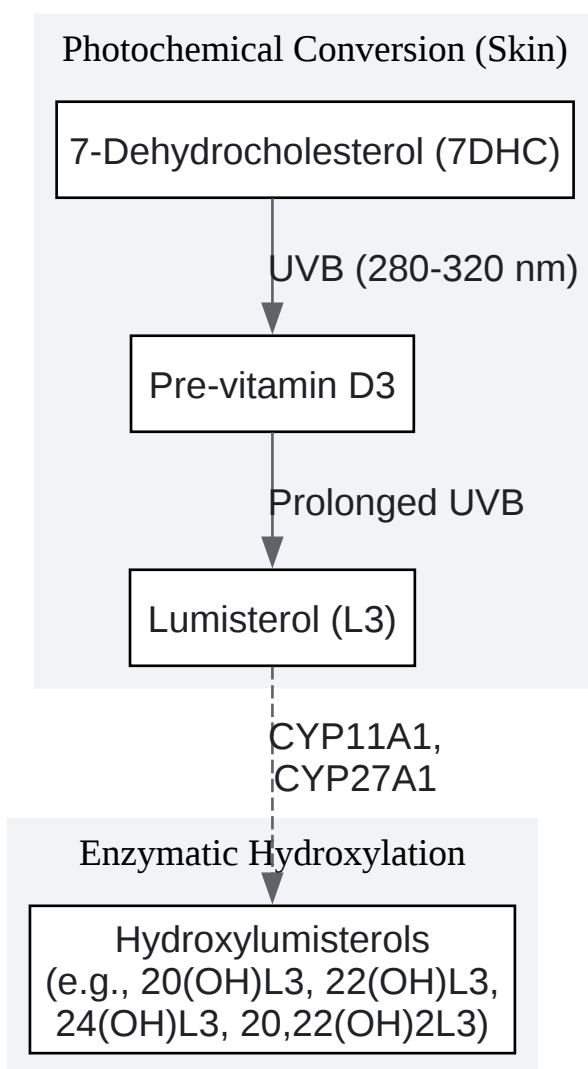 Photochemical Conversion (Skin)
7-Dehydrocholesterol (7DHC)
UVB (280-320 nm)
Pre-vitamin D3
Prolonged UVB
Lumisterol (L3)
CYP11A1,
CYP27A1
Enzymatic Hydroxylation
Hydroxylumisterols
(e.g., 20(OH)L3, 22(OH)L3,
24(OH)L3, 20,22(OH)2L3)